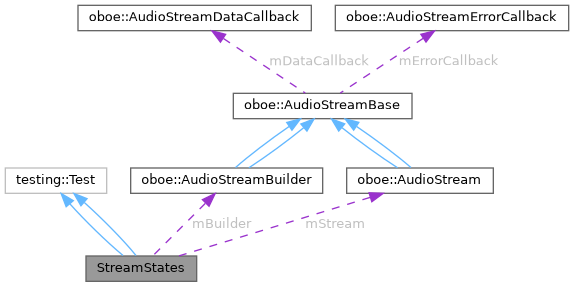 oboe::AudioStreamDataCallback
oboe::AudioStreamErrorCallback
mDataCallback
mErrorCallback
oboe::AudioStreamBase
testing::Test
oboe::AudioStreamBuilder
oboe::AudioStream
mBuilder
mStream
StreamStates